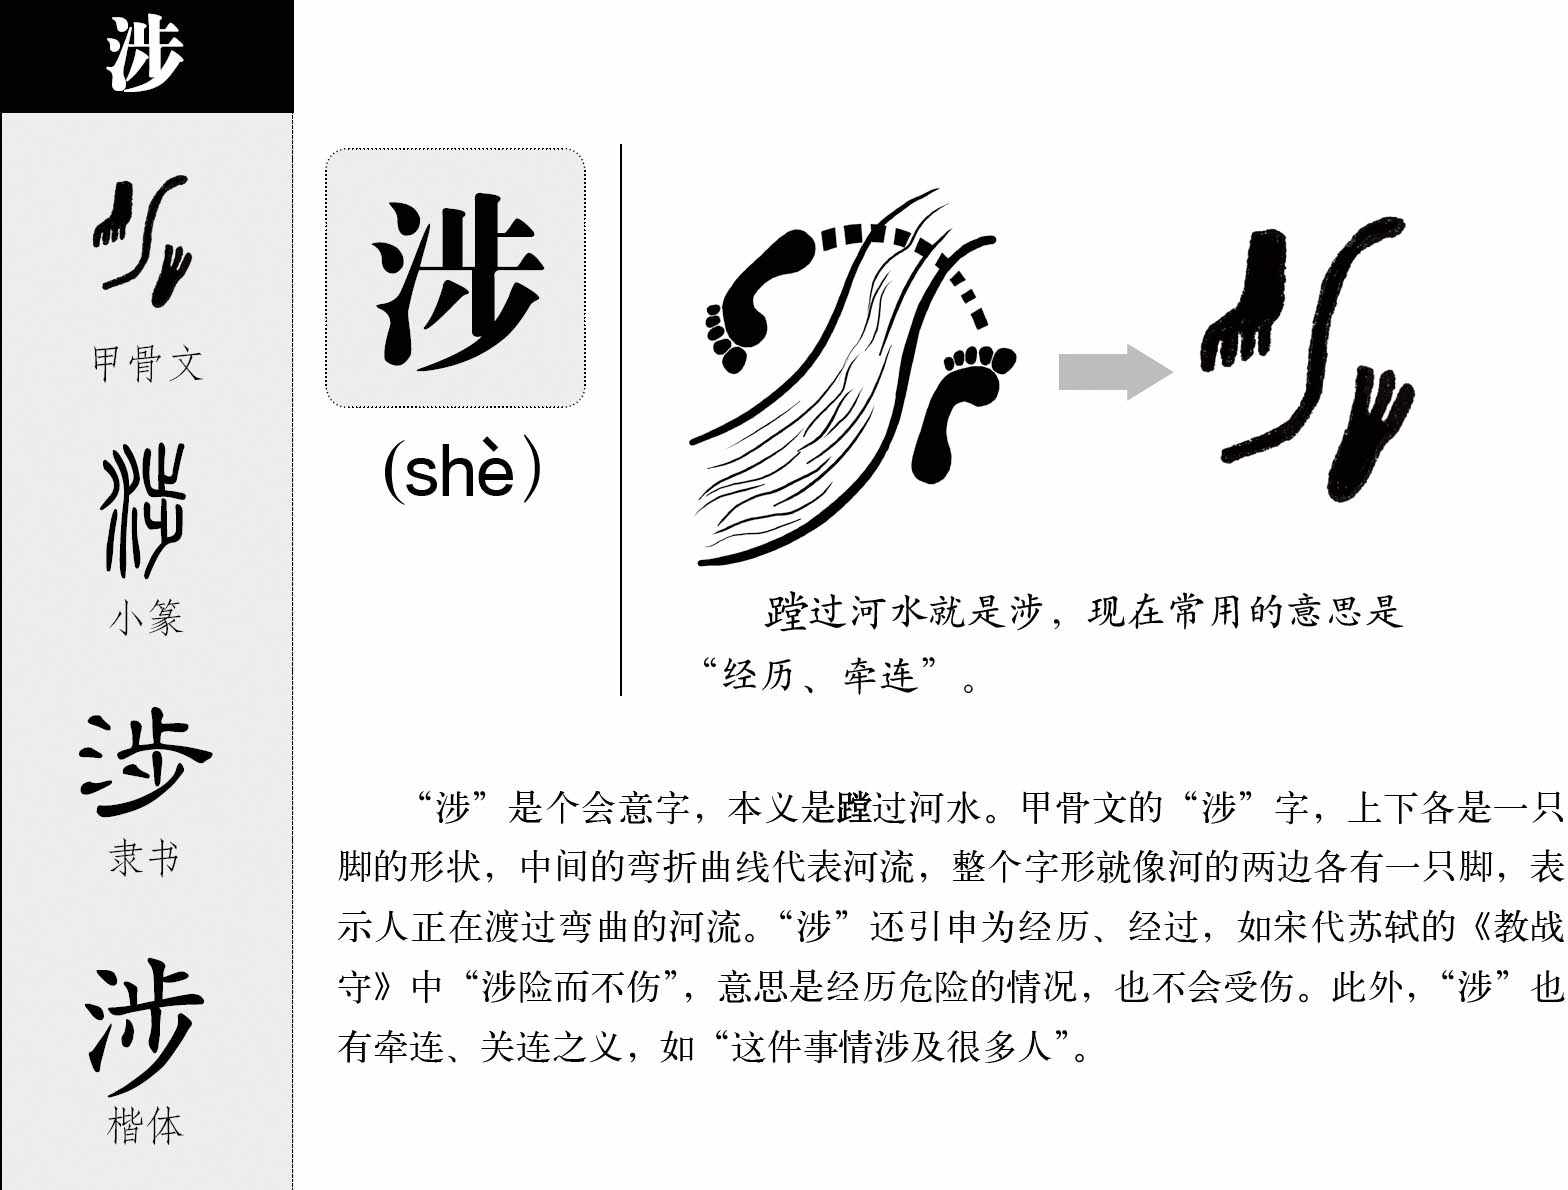 涉
甲骨文
小篆
隶书
楷体
涉
(shè)
蹚过河水就是涉，现在常用的意思是
“经历、牵连”。
“涉”是个会意字，本义是蹚过河水。甲骨文的“涉”字，上下各是一只
脚的形状，中间的弯折曲线代表河流，整个字形就像河的两边各有一只脚，表
示人正在渡过弯曲的河流。“涉”还引申为经历、经过，如宋代苏轼的《教战
守》中“涉险而不伤”，意思是经历危险的情况，也不会受伤。此外，“涉”也
有牵连、关连之义，如“这件事情涉及很多人”。